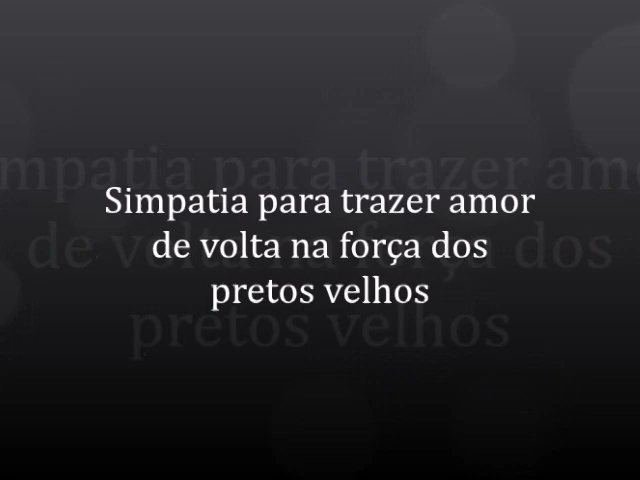 Simpatia para trazer amor
de volta na força dos
pretos velhos